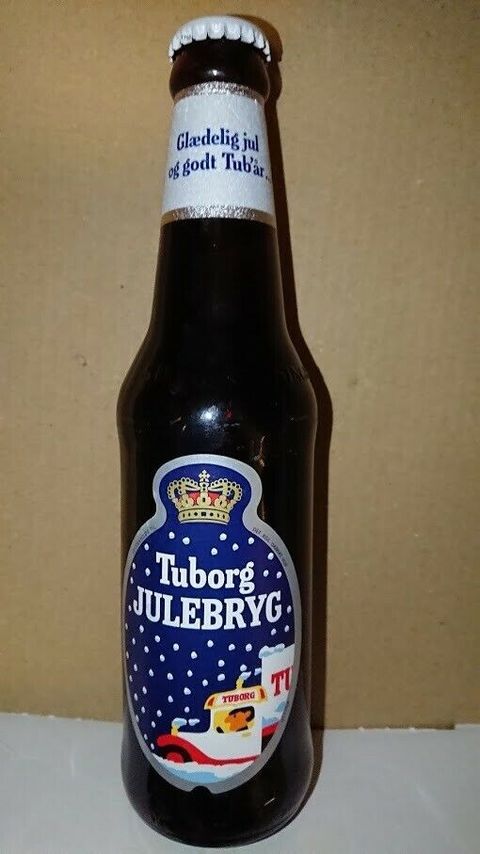 Glædelig jul
og godt Tub'år..
Tuborg
JULEBRYG
TU
TUBORG